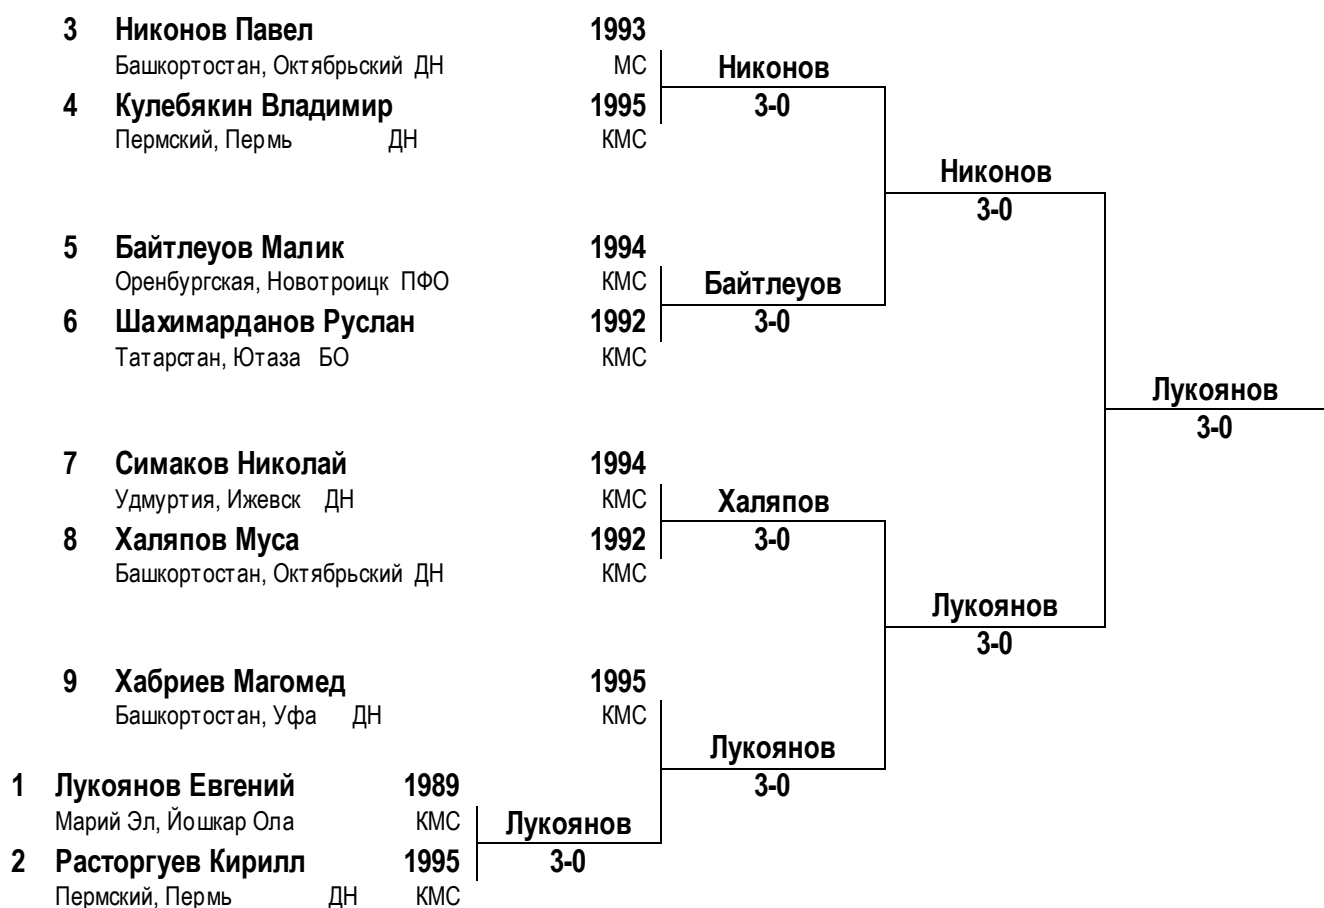 3 Никонов Павел 1993
Башкортостан, Октябрьский ДН МС
Никонов
4 Кулебякин Владимир 1995
3-0
Пермский, Пермь ДН КМС
Никонов
3-0
5 Байтлеуов Малик 1994
Оренбургская, Новотроицк ПФО КМС
Байтлеуов
6 Шахимарданов Руслан 1992
3-0
Татарстан, Ютаза БО КМС
Лукоянов
3-0
7 Симаков Николай 1994
Удмуртия, Ижевск ДН КМС
Халяпов
8 Халяпов Муса 1992
3-0
Башкортостан, Октябрьский ДН КМС
Лукоянов
3-0
9 Хабриев Магомед 1995
Башкортостан, Уфа ДН КМС
Лукоянов
3-0
1 Лукоянов Евгений 1989
Марий Эл, Йошкар Ола КМС
Лукоянов
2 Расторгуев Кирилл 1995
3-0
Пермский, Пермь ДН КМС